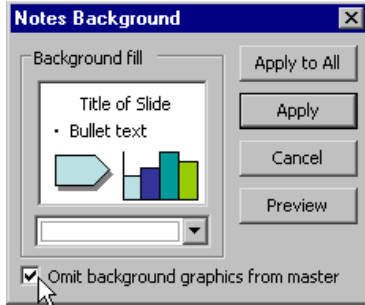 Notes Background
Background fill
Title of Slide
• Bullet text
Apply to All
Apply
Cancel
Preview
Omit background graphics from master